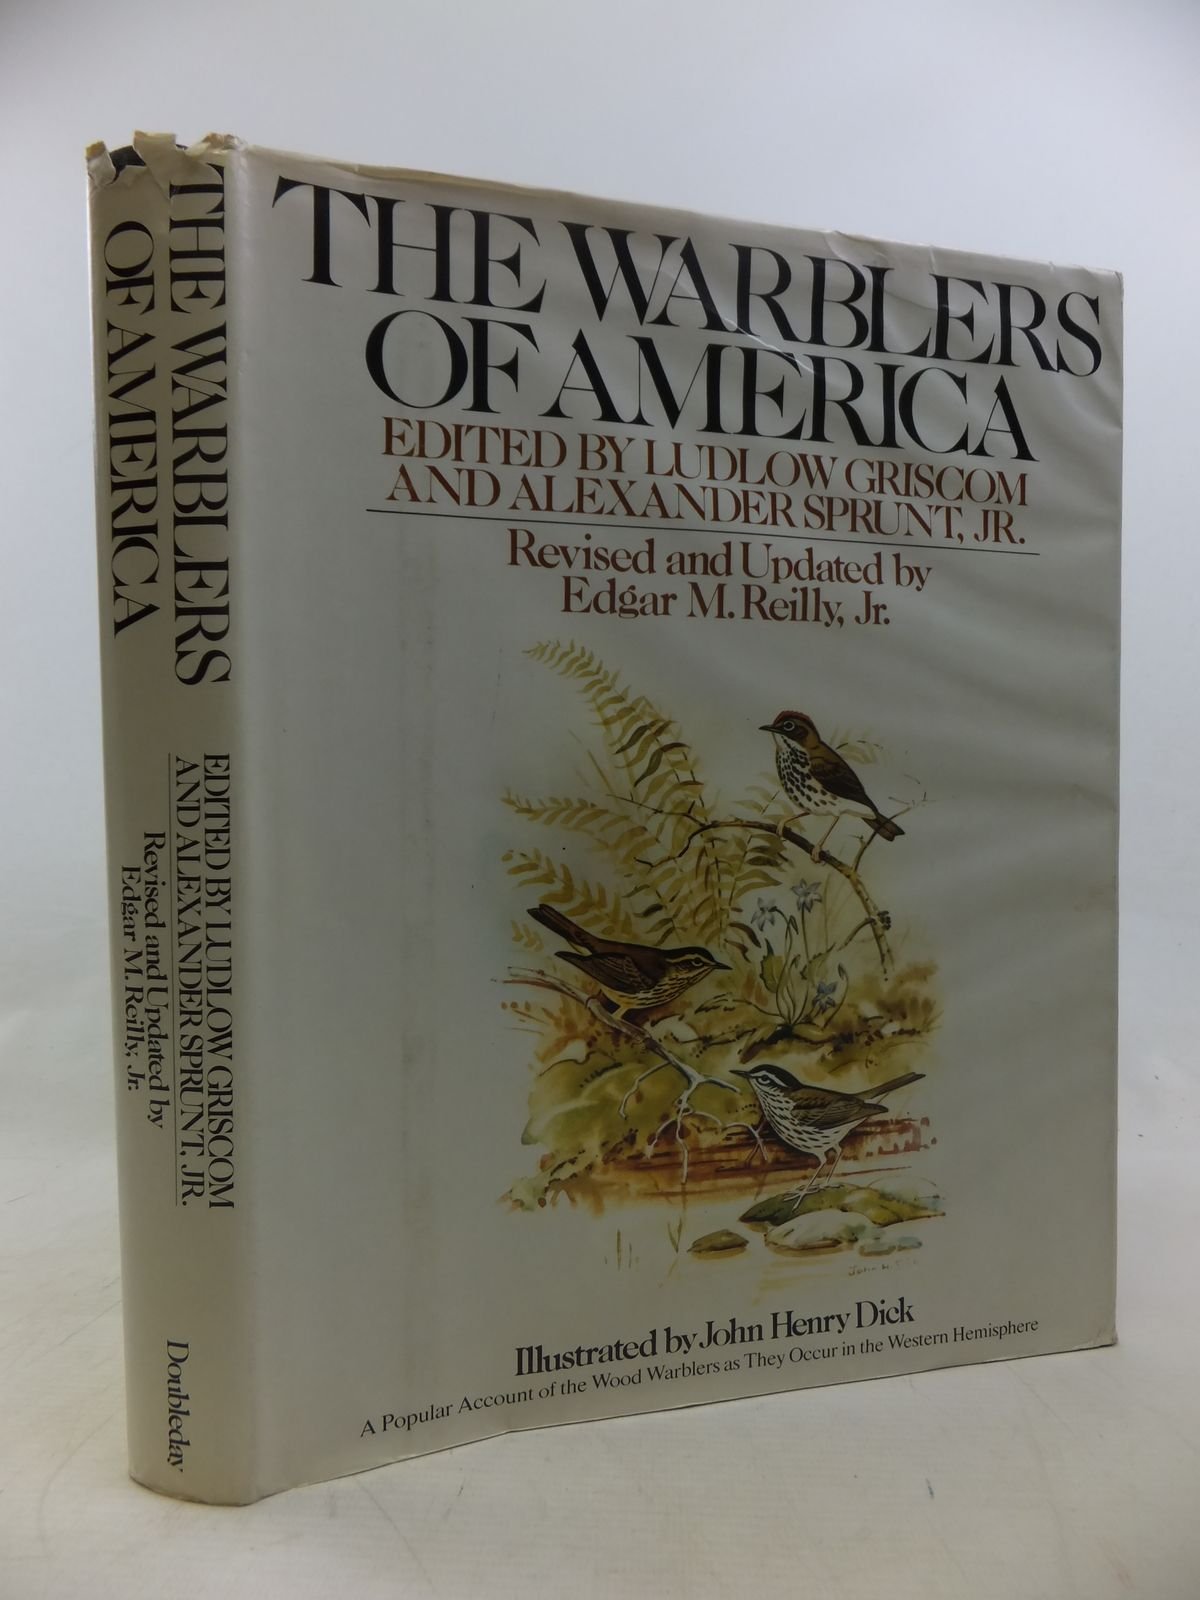 THE WARBLERS
OF AMERICA
EDITED BY LUDLOW GRISCOM
AND ALEXANDER SPRUNT, JR.
Revised and Updated by
Edgar M. Reilly, Jr.
Doubleday
THE WARBLERS
OF AMERICA
EDITED BY LUDLOW GRISCOM
AND ALEXANDER SPRUNT, JR.
Revised and Updated by
Edgar M. Reilly, Jr.
John H.
Illustrated by John Henry Dick
A Popular Account of the Wood Warblers as They Occur in the Western Hemisphere